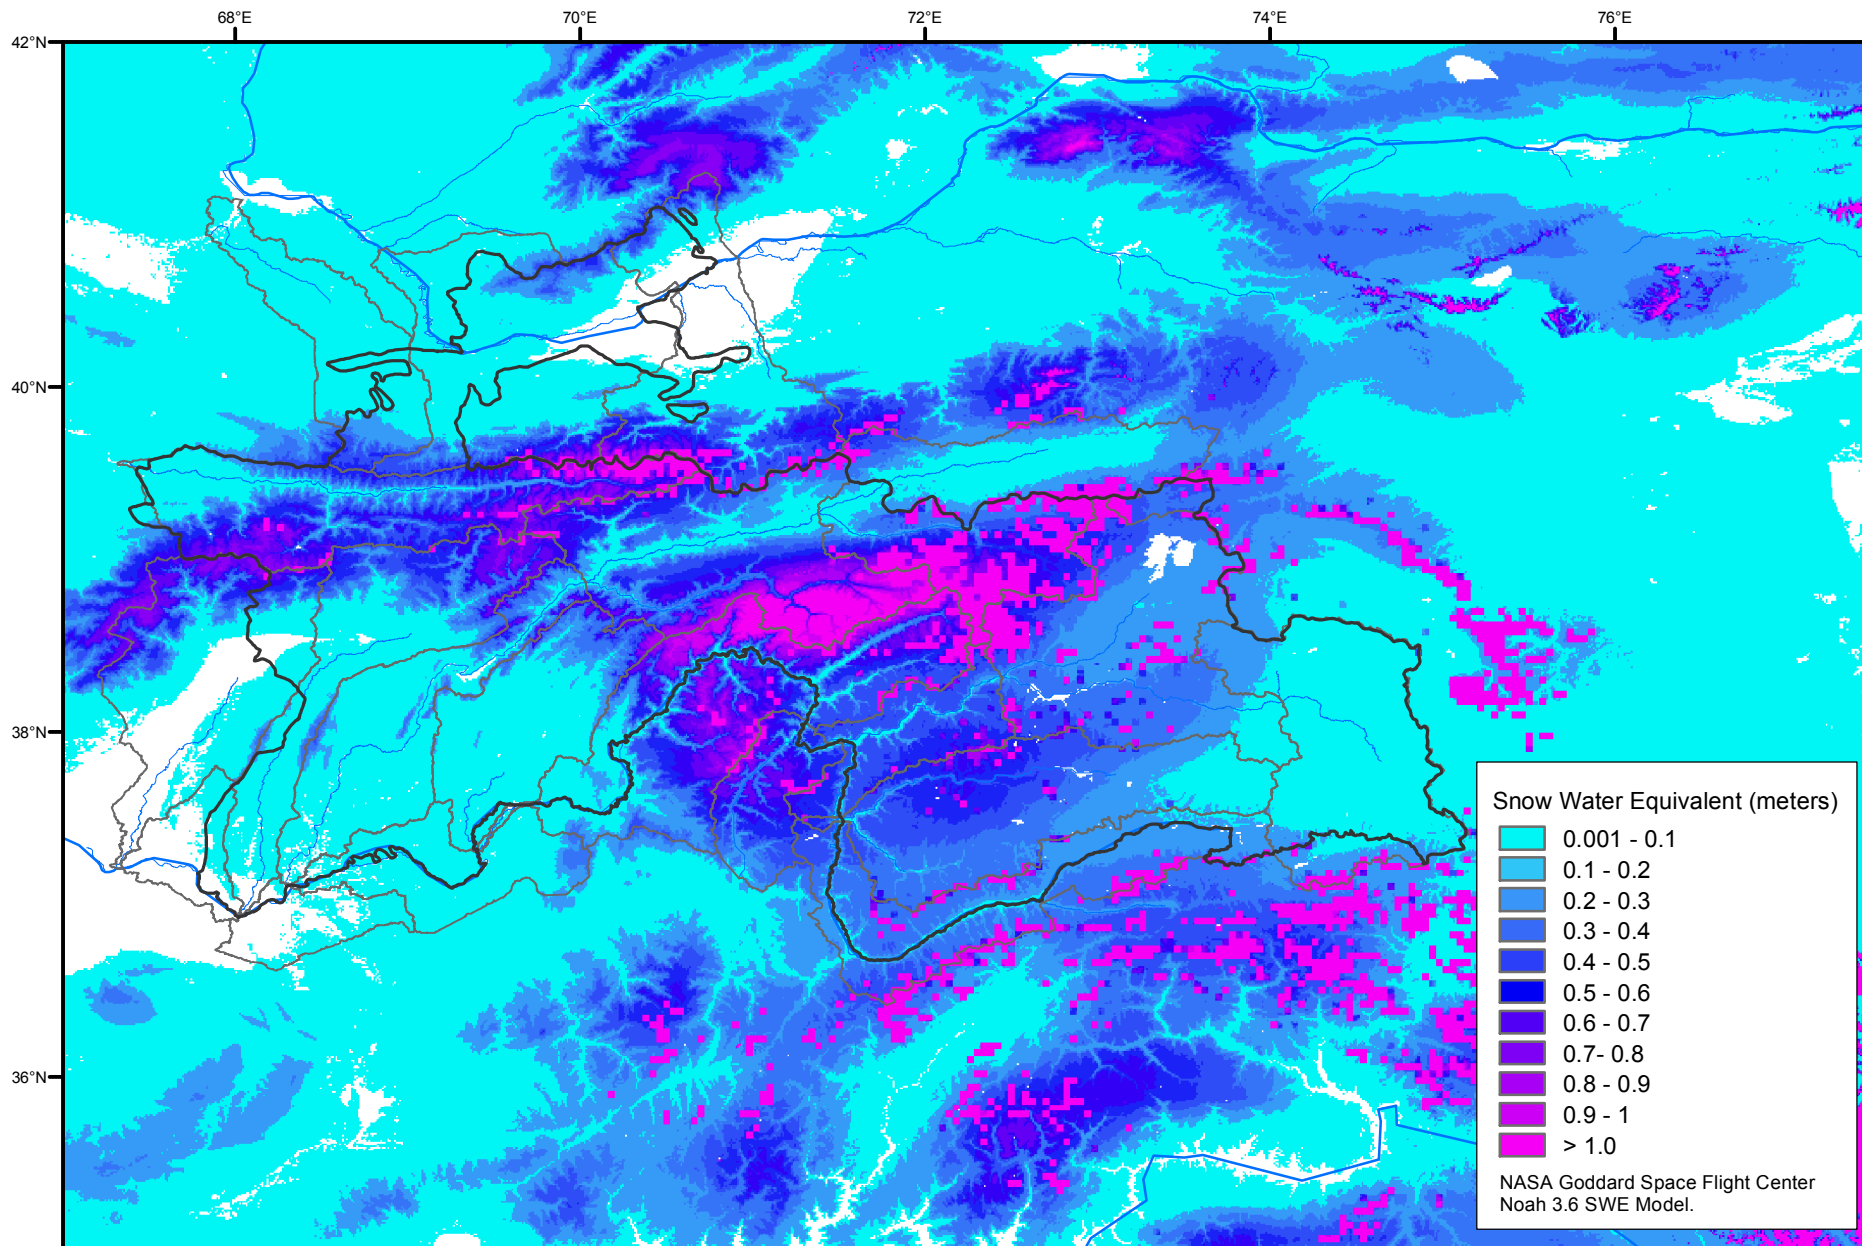 68°E 70°E 72°E 74°E 76°E
42°N
40°N
38°N
36°N
Snow Water Equivalent (meters)
0.001 - 0.1
0.1 - 0.2
0.2 - 0.3
0.3 - 0.4
0.4 - 0.5
0.5 - 0.6
0.6 - 0.7
0.7- 0.8
0.8 - 0.9
0.9 - 1
> 1.0
NASA Goddard Space Flight Center
Noah 3.6 SWE Model.